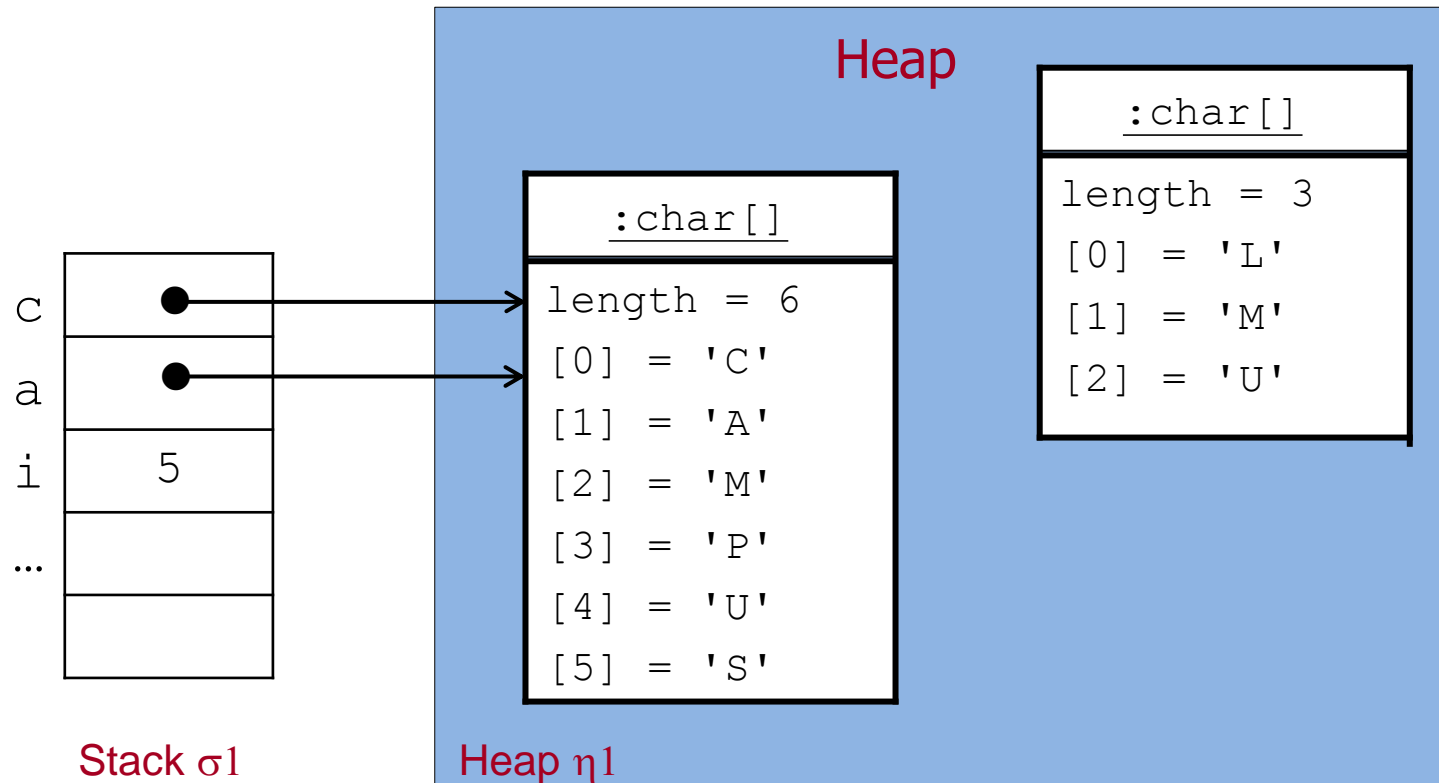 Heap
:char[]
length = 3
[0] = 'L'
[1] = 'M'
[2] = 'U'
:char[]
length = 6
[0] = 'C'
[1] = 'A'
[2] = 'M'
[3] = 'P'
[4] = 'U'
[5] = 'S'
c
a
i 5
…
Stack σ1
Heap η1